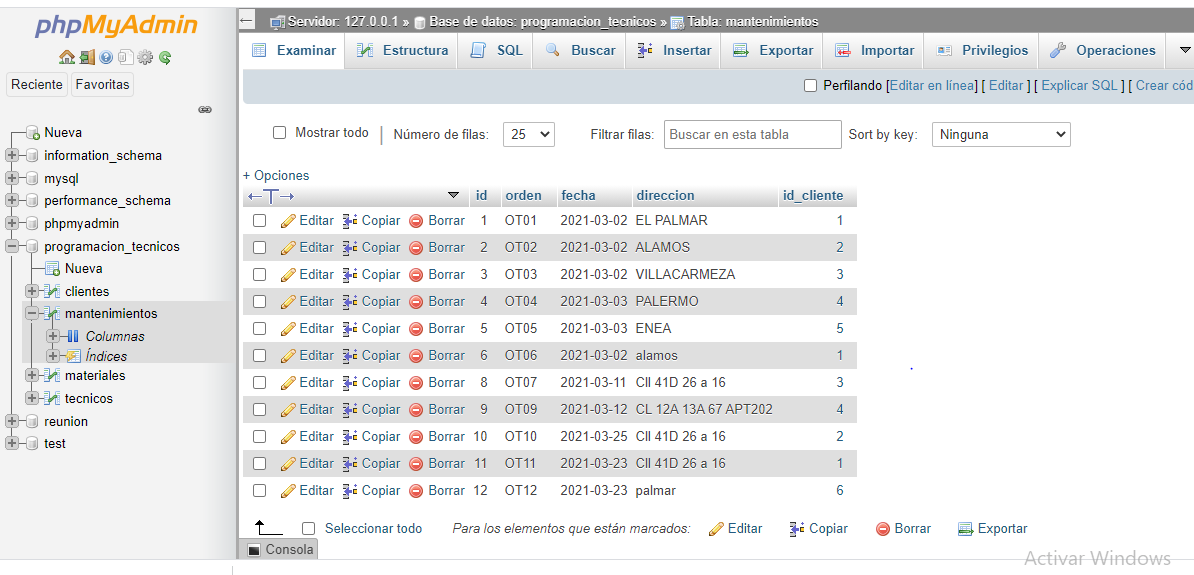 phpMyAdmin
Reciente Favoritas
Nueva
information_schema
mysql
performance_schema
phpmyadmin
programacion_tecnicos
Nueva
clientes
mantenimientos
Columnas
Índices
materiales
tecnicos
reunion
test
Servidor: 127.0.0.1 » Base de datos: programacion_tecnicos » Tabla: mantenimientos
Examinar Estructura SQL Buscar Insertar Exportar Importar Privilegios Operaciones
Perfilando [Editar en línea] [ Editar ] [ Explicar SQL ] [ Crear cód
Mostrar todo | Número de filas: 25 Filtrar filas: Buscar en esta tabla Sort by key: Ninguna
+ Opciones
←T→ id orden fecha direccion id_cliente
Editar Copiar Borrar 1 OT01 2021-03-02 EL PALMAR 1
Editar Copiar Borrar 2 OT02 2021-03-02 ALAMOS 2
Editar Copiar Borrar 3 OT03 2021-03-02 VILLACARMEZA 3
Editar Copiar Borrar 4 OT04 2021-03-03 PALERMO 4
Editar Copiar Borrar 5 OT05 2021-03-03 ENEA 5
Editar Copiar Borrar 6 OT06 2021-03-02 alamos 1
Editar Copiar Borrar 8 OT07 2021-03-11 Cll 41D 26 a 16 3
Editar Copiar Borrar 9 OT09 2021-03-12 CL 12A 13A 67 APT202 4
Editar Copiar Borrar 10 OT10 2021-03-25 Cll 41D 26 a 16 2
Editar Copiar Borrar 11 OT11 2021-03-23 Cll 41D 26 a 16 1
Editar Copiar Borrar 12 OT12 2021-03-23 palmar 6
Seleccionar todo Para los elementos que están marcados: Editar Copiar Borrar Exportar
Consola
Activar Windows